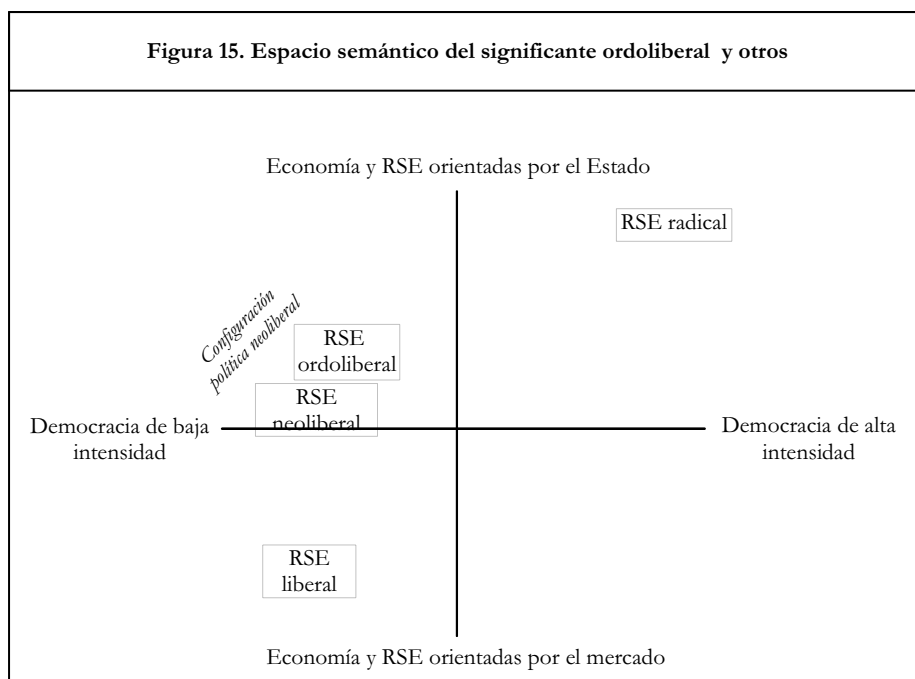 Figura 15. Espacio semántico del significante ordoliberal y otros
Economía y RSE orientadas por el Estado
RSE radical
Configuración
política neoliberal
RSE
ordoliberal
RSE
neoliberal
Democracia de baja
intensidad
Democracia de alta
intensidad
RSE
liberal
Economía y RSE orientadas por el mercado